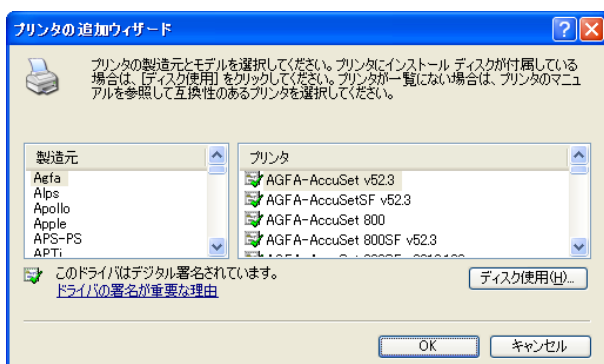 プリンタの追加ウィザード
プリンタの製造元とモデルを選択してください。プリンタにインストール ディスクが付属している
場合は、[ディスク使用] をクリックしてください。プリンタが一覧にない場合は、プリンタのマニュ
アルを参照して互換性のあるプリンタを選択してください。
製造元
Agfa
Alps
Apollo
Apple
APS-PS
APTi
プリンタ
AGFA-AccuSet v52.3
AGFA-AccuSetSF v52.3
AGFA-AccuSet 800
AGFA-AccuSet 800SF v52.3
このドライバはデジタル署名されています。
ドライバの署名が重要な理由
ディスク使用(H)...
OK
キャンセル